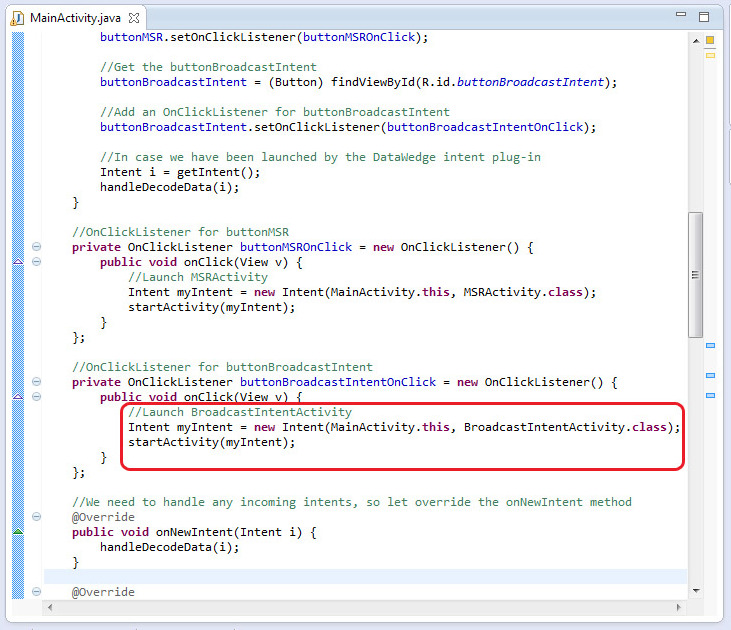 MainActivity.java
buttonMSR.setOnClickListener(buttonMSROnClick);
//Get the buttonBroadcastIntent
buttonBroadcastIntent = (Button) findViewById(R.id.buttonBroadcastIntent);
//Add an OnClickListener for buttonBroadcastIntent
buttonBroadcastIntent.setOnClickListener(buttonBroadcastIntentOnClick);
//In case we have been launched by the DataWedge intent plug-in
Intent i = getIntent();
handleDecodeData(i);
}
//OnClickListener for buttonMSR
private OnClickListener buttonMSROnClick = new OnClickListener() {
public void onClick(View v) {
//Launch MSRActivity
Intent myIntent = new Intent(MainActivity.this, MSRActivity.class);
startActivity(myIntent);
}
};
//OnClickListener for buttonBroadcastIntent
private OnClickListener buttonBroadcastIntentOnClick = new OnClickListener() {
public void onClick(View v) {
//Launch BroadcastIntentActivity
Intent myIntent = new Intent(MainActivity.this, BroadcastIntentActivity.class);
startActivity(myIntent);
}
};
//We need to handle any incoming intents, so let override the onNewIntent method
@Override
public void onNewIntent(Intent i) {
handleDecodeData(i);
}
@Override